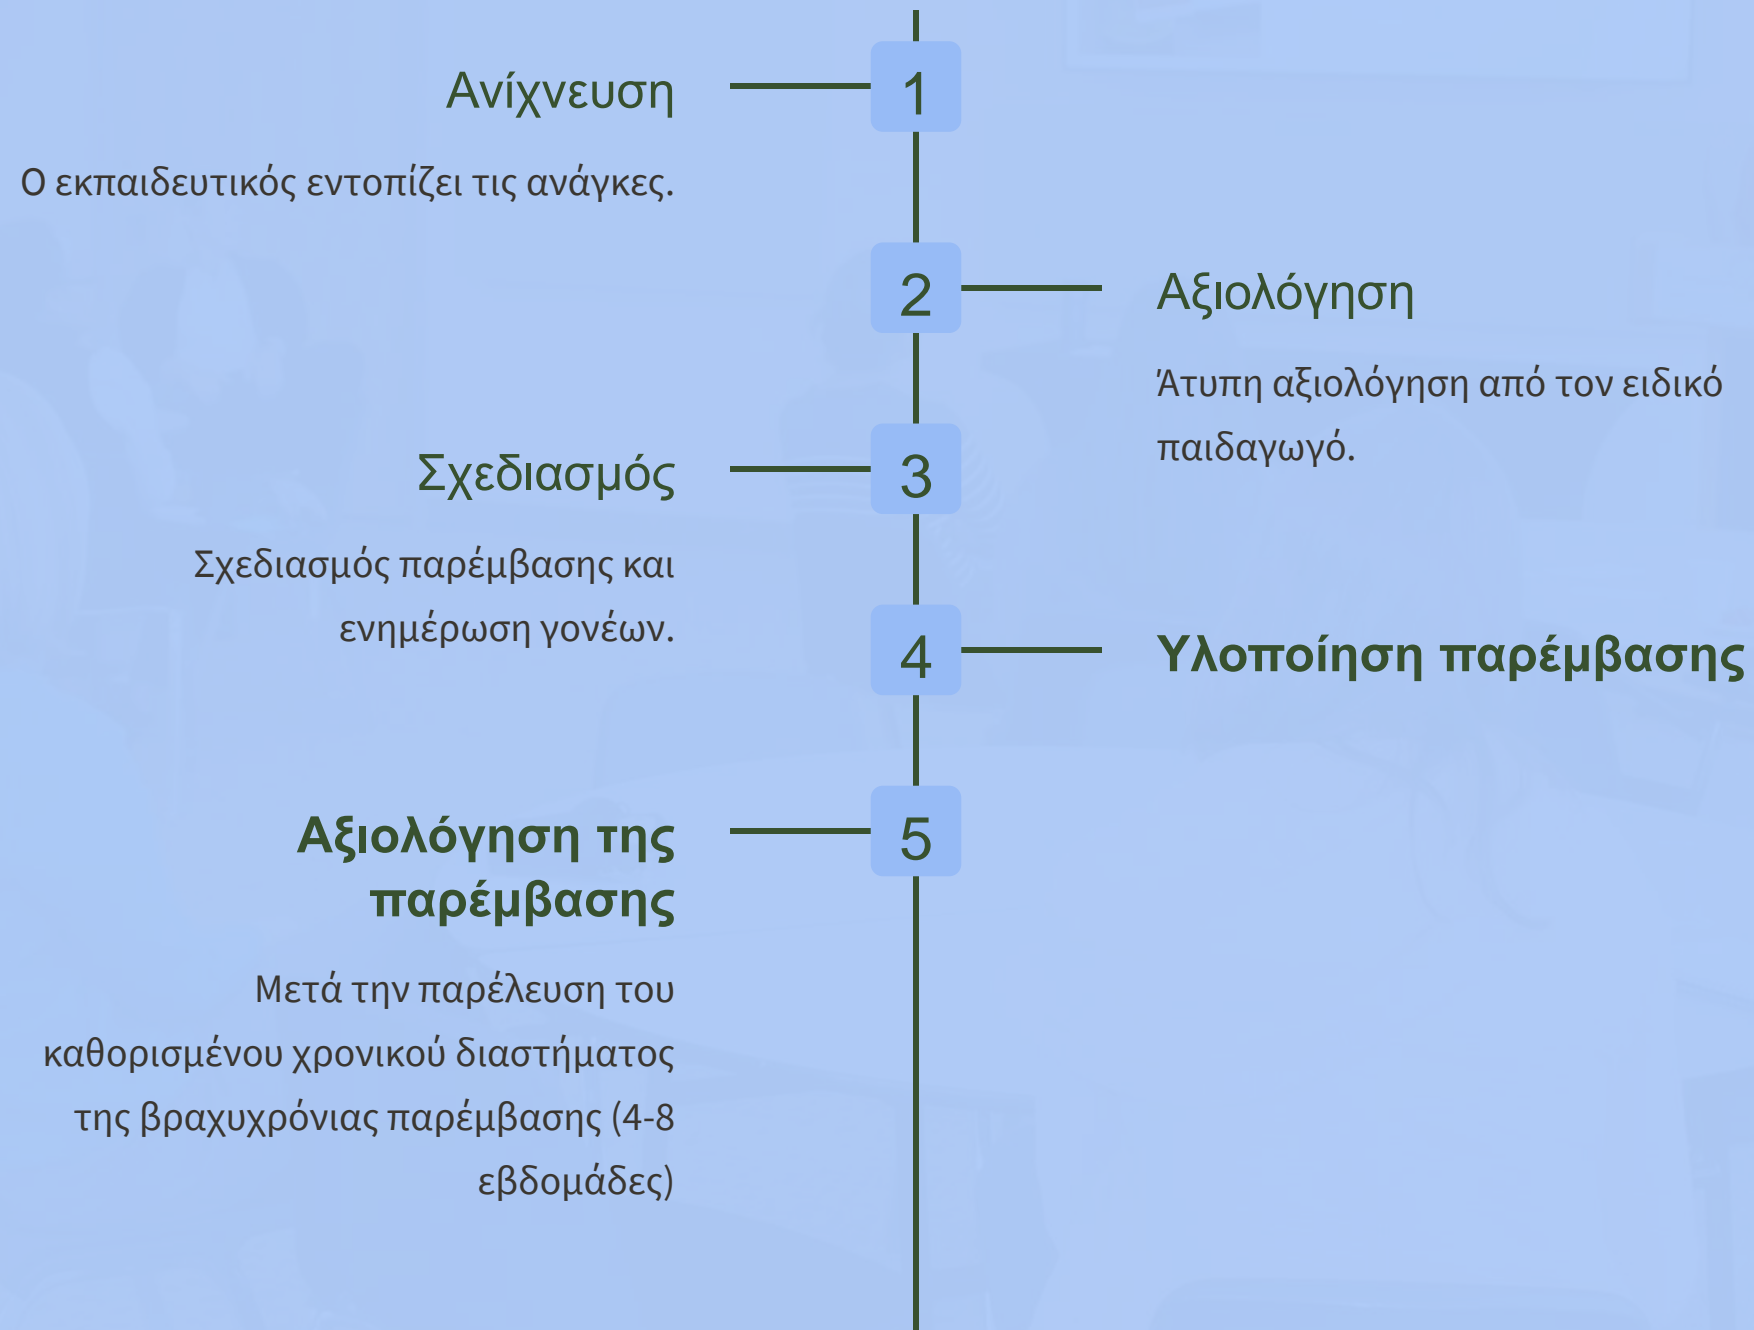 1
Ανίχνευση
Ο εκπαιδευτικός εντοπίζει τις ανάγκες.
2
Αξιολόγηση
Άτυπη αξιολόγηση από τον ειδικό
παιδαγωγό.
3
Σχεδιασμός
Σχεδιασμός παρέμβασης και
ενημέρωση γονέων.
4
Υλοποίηση παρέμβασης
5
Αξιολόγηση της
παρέμβασης
Μετά την παρέλευση του
καθορισμένου χρονικού διαστήματος
της βραχυχρόνιας παρέμβασης (4-8
εβδομάδες)